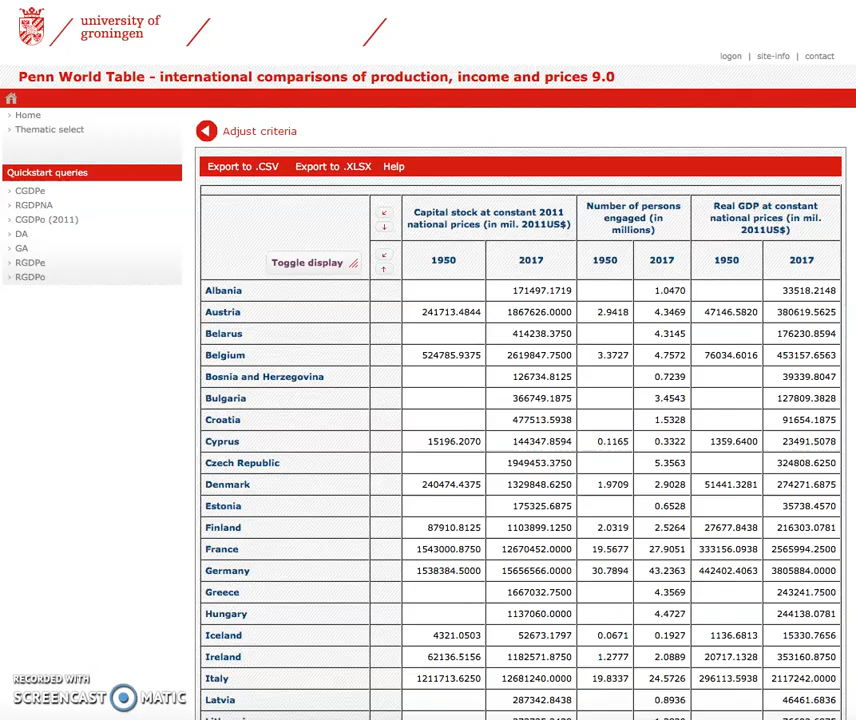 university of
groningen
logon | site-info | contact
Penn World Table - international comparisons of production, income and prices 9.0
Home
Thematic select
Adjust criteria
Quickstart queries
Export to .CSV Export to .XLSX Help
CGDPe
RGDPNA
CGDPo (2011)
DA
GA
RGDPe
RGDPo
Capital stock at constant 2011
national prices (in mil. 2011US$)
Number of persons
engaged (in
millions)
Real GDP at constant
national prices (in mil.
2011US$)
Toggle display 1950 2017 1950 2017 1950 2017
Albania 171497.1719 1.0470 33518.2148
Austria 241713.4844 1867626.0000 2.9418 4.3469 47146.5820 380619.5625
Belarus 414238.3750 4.3145 176230.8594
Belgium 524785.9375 2619847.7500 3.3727 4.7572 76034.6016 453157.6563
Bosnia and Herzegovina 126734.8125 0.7239 39339.8047
Bulgaria 366749.1875 3.4543 127809.3828
Croatia 477513.5938 1.5328 91654.1875
Cyprus 15196.2070 144347.8594 0.1165 0.3322 1359.6400 23491.5078
Czech Republic 1949453.3750 5.3563 324808.6250
Denmark 240474.4375 1329848.6250 1.9709 2.9028 51441.3281 274271.6875
Estonia 175325.6875 0.6528 35738.4570
Finland 87910.8125 1103899.1250 2.0319 2.5264 27677.8438 216303.0781
France 1543000.8750 12670452.0000 19.5677 27.9051 333156.0938 2565994.2500
Germany 1538384.5000 15656566.0000 30.7894 43.2363 442402.4063 3805884.0000
Greece 1667032.7500 4.3569 243241.7500
Hungary 1137060.0000 4.4727 244138.0781
Iceland 4321.0503 52673.1797 0.0671 0.1927 1136.6813 15330.7656
Ireland 62136.5156 1182571.8750 1.2777 2.0889 20717.1328 353160.8750
Italy 1211713.6250 12681240.0000 19.8337 24.5726 296113.5938 2117242.0000
Latvia 287342.8438 0.8936 46461.6836
RECORDED WITH
SCREENCAST MATIC